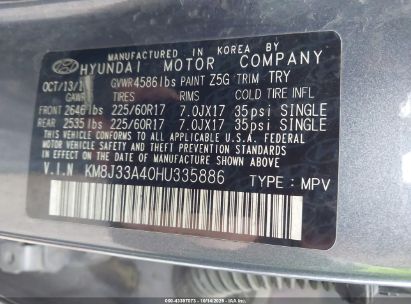 MANUFACTURED IN KOREA BY
HYUNDAI MOTOR COMPANY
OCT/13/1 GVWR4586lbs PAINT Z5G TRIM TRY
GAWR TIRES RIMS COLD TIRE INFL
FRONT 2646lbs 225/60R17 7.0JX17 35psi SINGLE
REAR 2535lbs 225/60R17 7.0JX17 35psi SINGLE
THIS VEHICLE CONFORMS TO ALL APPLICABLE U.S.A FEDERAL
MOTOR VEHICLE SAFETY AND THEFT PREVENTION STANDARDS
IN EFFECT ON THE DATE OF MANUFACTURE SHOWN ABOVE.
V.I.N KM8J33A40HU335886 TYPE: MPV